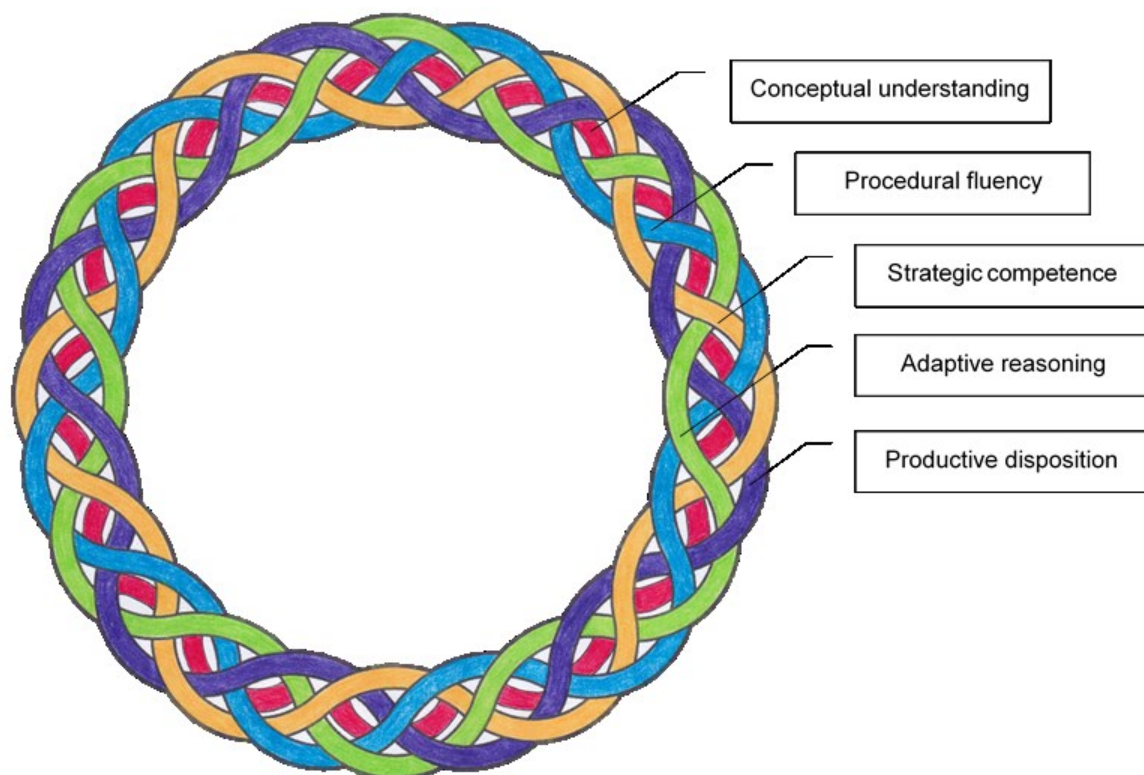 Conceptual understanding
Procedural fluency
Strategic competence
Adaptive reasoning
Productive disposition